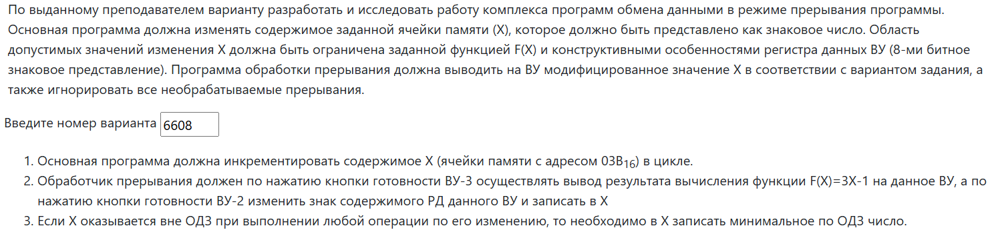 По выданному преподавателем варианту разработать и исследовать работу комплекса программ обмена данными в режиме прерывания программы.
Основная программа должна изменять содержимое заданной ячейки памяти (X), которое должно быть представлено как знаковое число. Область
допустимых значений изменения X должна быть ограничена заданной функцией F(X) и конструктивными особенностями регистра данных ВУ (8-ми битное
знаковое представление). Программа обработки прерывания должна выводить на ВУ модифицированное значение X в соответствии с вариантом задания, а
также игнорировать все необрабатываемые прерывания.
Введите номер варианта 6608
1. Основная программа должна инкрементировать содержимое X (ячейки памяти с адресом 03B₁₆) в цикле.
2. Обработчик прерывания должен по нажатию кнопки готовности ВУ-3 осуществлять вывод результата вычисления функции F(X)=3X-1 на данное ВУ, а по
нажатию кнопки готовности ВУ-2 изменить знак содержимого РД данного ВУ и записать в X
3. Если X оказывается вне ОДЗ при выполнении любой операции по его изменению, то необходимо в X записать минимальное по ОДЗ число.